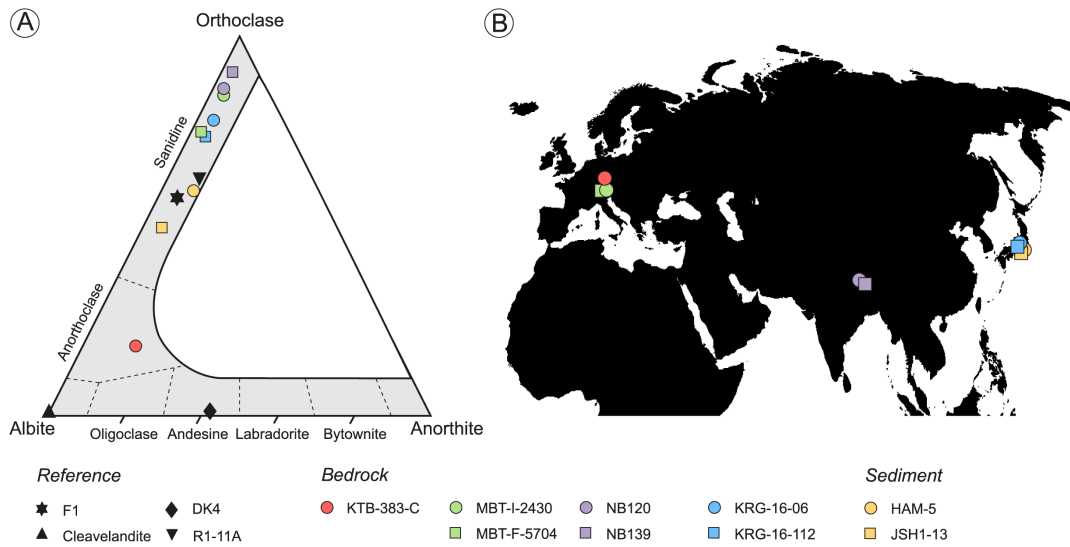 A
B
Orthoclase
Sanidine
Anorthoclase
Albite
Oligoclase
Andesine
Labradorite
Bytownite
Anorthite
Reference
F1
DK4
Cleavelandite
R1-11A
Bedrock
KTB-383-C
MBT-I-2430
NB120
KRG-16-06
MBT-F-5704
NB139
KRG-16-112
Sediment
HAM-5
JSH1-13